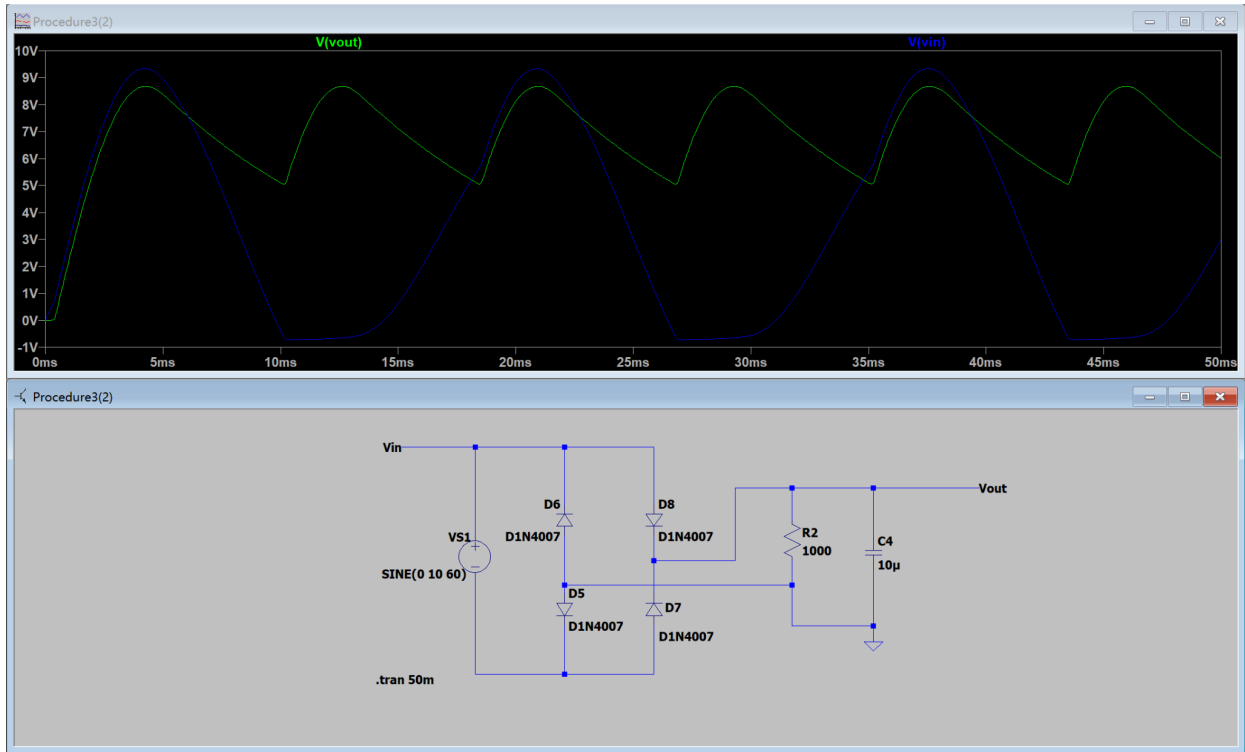 Procedure3(2)
V(vout) V(vin)
10V
9V
8V
7V
6V
5V
4V
3V
2V
1V
0V
-1V
0ms 5ms 10ms 15ms 20ms 25ms 30ms 35ms 40ms 45ms 50ms
Procedure3(2)
Vin
Vout
D6 D8
D1N4007 D1N4007
VS1
R2
1000
C4
10µ
SINE(0 10 60)
D5
D7
D1N4007
D1N4007
.tran 50m